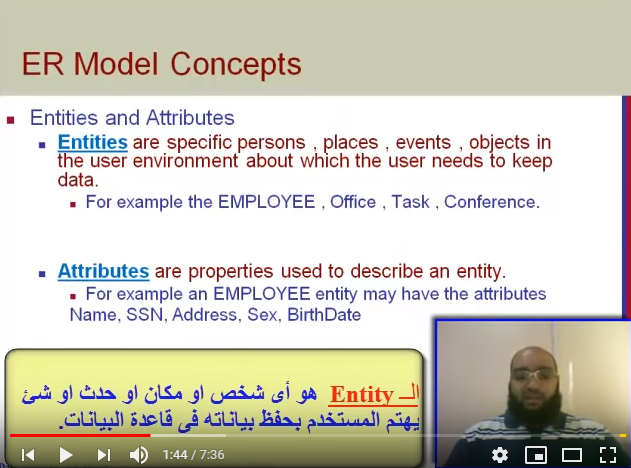 ER Model Concepts
Entities and Attributes
Entities are specific persons , places , events , objects in
the user environment about which the user needs to keep
data.
For example the EMPLOYEE , Office , Task , Conference.
Attributes are properties used to describe an entity.
For example an EMPLOYEE entity may have the attributes
Name, SSN, Address, Sex, BirthDate
الـ Entity هو أى شخص او مكان او حدث او شئ
يهتم المستخدم بحفظ بياناته فى قاعدة البيانات.
1:44 / 7:36